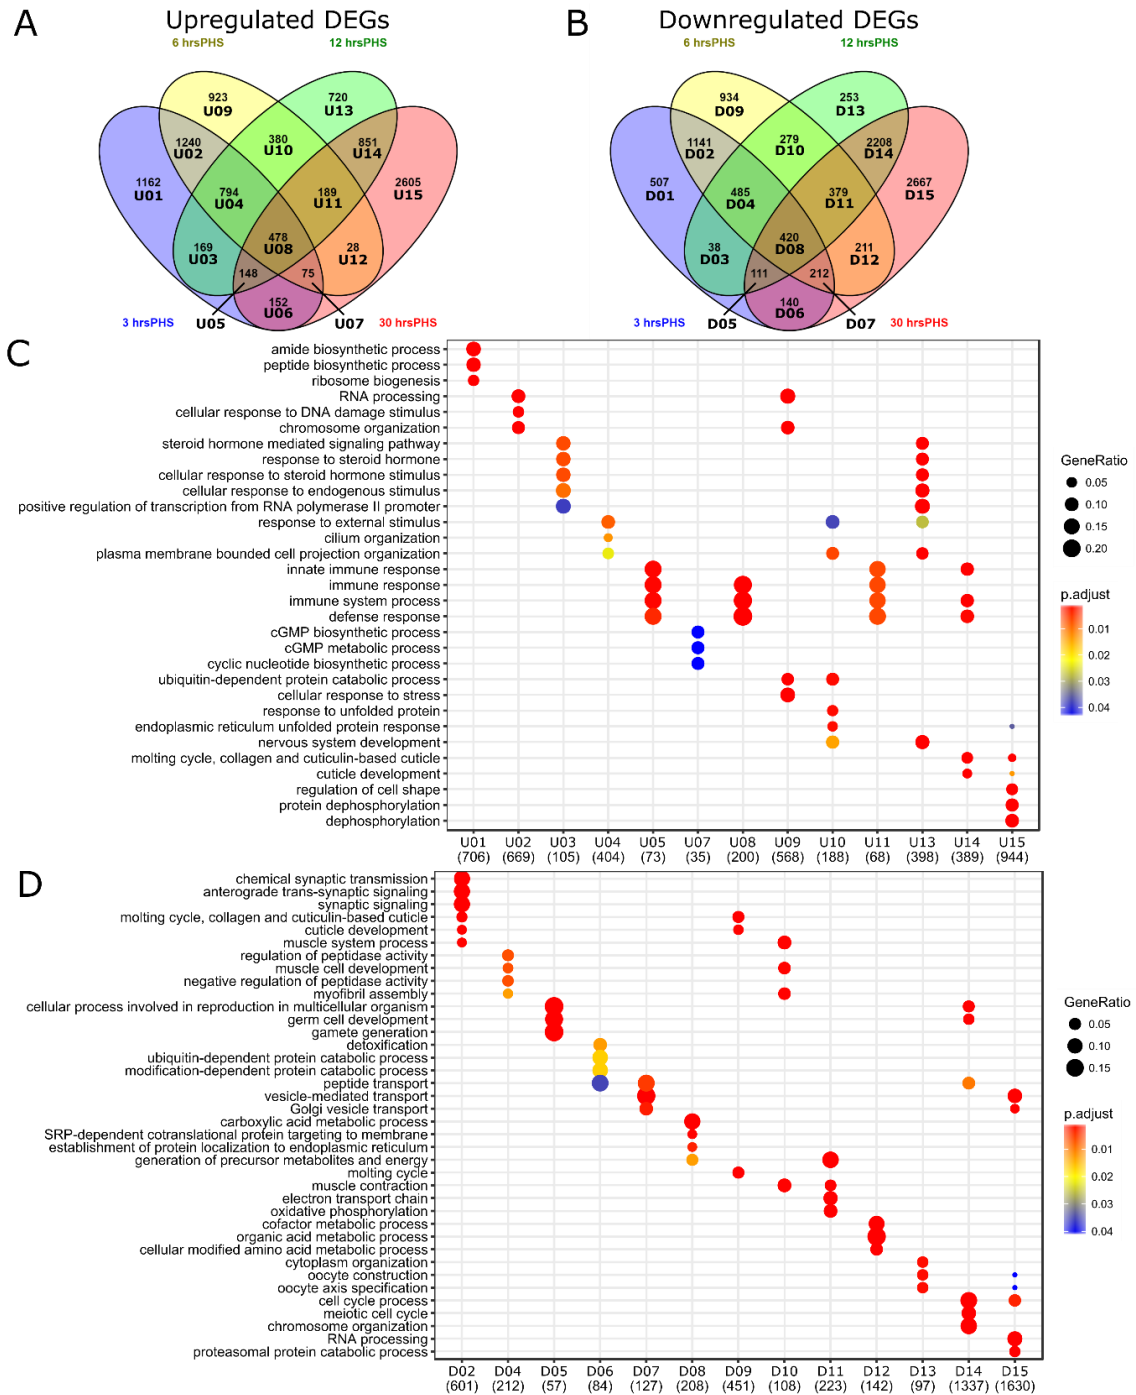 A
Upregulated DEGs
6 hrsPHS
12 hrsPHS
923
U09
720
U13
1240
U02
380
U10
851
U14
1162
U01
794
U04
189
U11
2605
U15
169
U03
478
U08
28
U12
148
75
152
U06
3 hrsPHS
U05
U07
30 hrsPHS
B
Downregulated DEGs
6 hrsPHS
12 hrsPHS
934
D09
253
D13
1141
D02
279
D10
2208
D14
507
D01
485
D04
379
D11
2667
D15
38
D03
420
D08
211
D12
111
212
140
D06
3 hrsPHS
D05
D07
30 hrsPHS
C
amide biosynthetic process
peptide biosynthetic process
ribosome biogenesis
RNA processing
cellular response to DNA damage stimulus
chromosome organization
steroid hormone mediated signaling pathway
response to steroid hormone
cellular response to steroid hormone stimulus
cellular response to endogenous stimulus
positive regulation of transcription from RNA polymerase II promoter
response to external stimulus
cilium organization
plasma membrane bounded cell projection organization
innate immune response
immune response
immune system process
defense response
cGMP biosynthetic process
cGMP metabolic process
cyclic nucleotide biosynthetic process
ubiquitin-dependent protein catabolic process
cellular response to stress
response to unfolded protein
endoplasmic reticulum unfolded protein response
nervous system development
molting cycle, collagen and cuticulin-based cuticle
cuticle development
regulation of cell shape
protein dephosphorylation
dephosphorylation
U01 U02 U03 U04 U05 U07 U08 U09 U10 U11 U13 U14 U15
(706) (669) (105) (404) (73) (35) (200) (568) (188) (68) (398) (389) (944)
GeneRatio
0.05
0.10
0.15
0.20
p.adjust
0.01
0.02
0.03
0.04
D
chemical synaptic transmission
anterograde trans-synaptic signaling
synaptic signaling
molting cycle, collagen and cuticulin-based cuticle
cuticle development
muscle system process
regulation of peptidase activity
muscle cell development
negative regulation of peptidase activity
myofibril assembly
cellular process involved in reproduction in multicellular organism
germ cell development
gamete generation
detoxification
ubiquitin-dependent protein catabolic process
modification-dependent protein catabolic process
peptide transport
vesicle-mediated transport
Golgi vesicle transport
carboxylic acid metabolic process
SRP-dependent cotranslational protein targeting to membrane
establishment of protein localization to endoplasmic reticulum
generation of precursor metabolites and energy
molting cycle
muscle contraction
electron transport chain
oxidative phosphorylation
cofactor metabolic process
organic acid metabolic process
cellular modified amino acid metabolic process
cytoplasm organization
oocyte construction
oocyte axis specification
cell cycle process
meiotic cell cycle
chromosome organization
RNA processing
proteasomal protein catabolic process
D02 D04 D05 D06 D07 D08 D09 D10 D11 D12 D13 D14 D15
(601) (212) (57) (84) (127) (208) (451) (108) (223) (142) (97) (1337) (1630)
GeneRatio
0.05
0.10
0.15
p.adjust
0.01
0.02
0.03
0.04